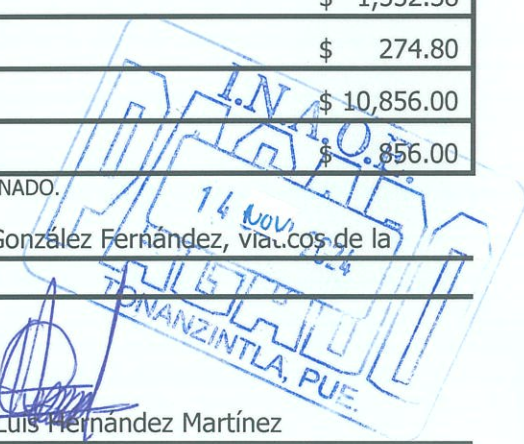 $ 274.80
$ 10,856.00
$ 856.00
NADO.
González Fernández, viáticos de la
I.N.A.O.E.
14 NOV. 2024
TONANZINTLA, PUE.
Luis Hernández Martínez